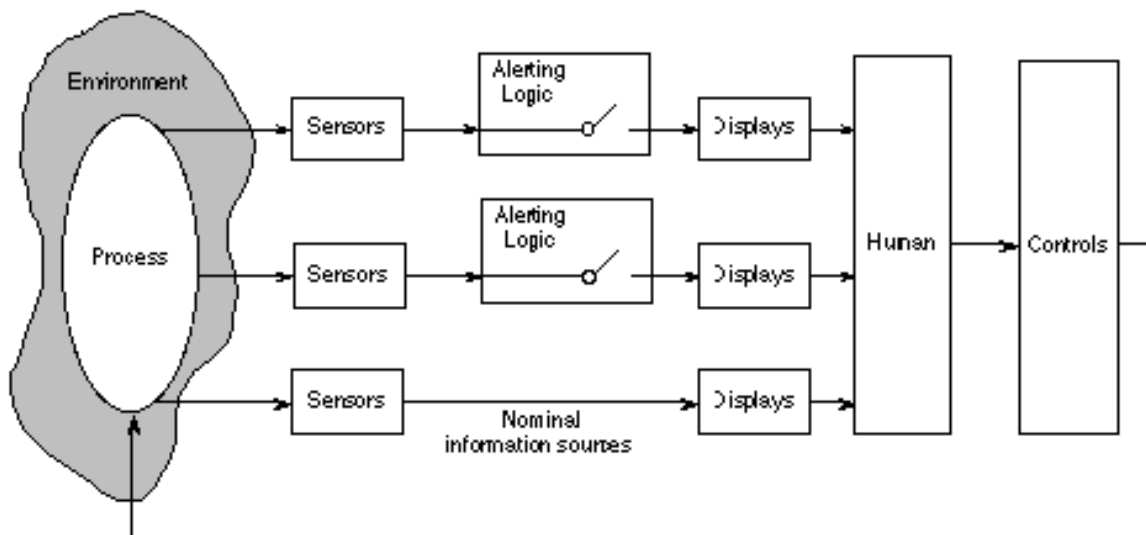 Environment
Process
Sensors
Alerting
Logic
Displays
Sensors
Alerting
Logic
Displays
Sensors
Nominal
information sources
Displays
Human
Controls